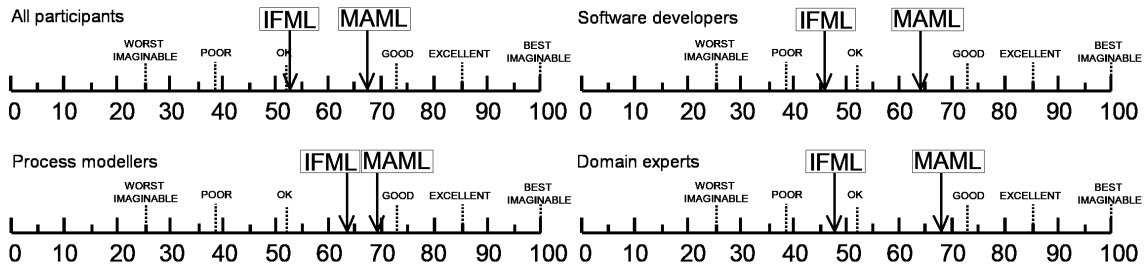 All participants
IFML
MAML
WORST
IMAGINABLE
POOR
OK
GOOD
EXCELLENT
BEST
IMAGINABLE
0 10 20 30 40 50 60 70 80 90 100
Software developers
IFML
MAML
WORST
IMAGINABLE
POOR
OK
GOOD
EXCELLENT
BEST
IMAGINABLE
0 10 20 30 40 50 60 70 80 90 100
Process modellers
IFML
MAML
WORST
IMAGINABLE
POOR
OK
GOOD
EXCELLENT
BEST
IMAGINABLE
0 10 20 30 40 50 60 70 80 90 100
Domain experts
IFML
MAML
WORST
IMAGINABLE
POOR
OK
GOOD
EXCELLENT
BEST
IMAGINABLE
0 10 20 30 40 50 60 70 80 90 100